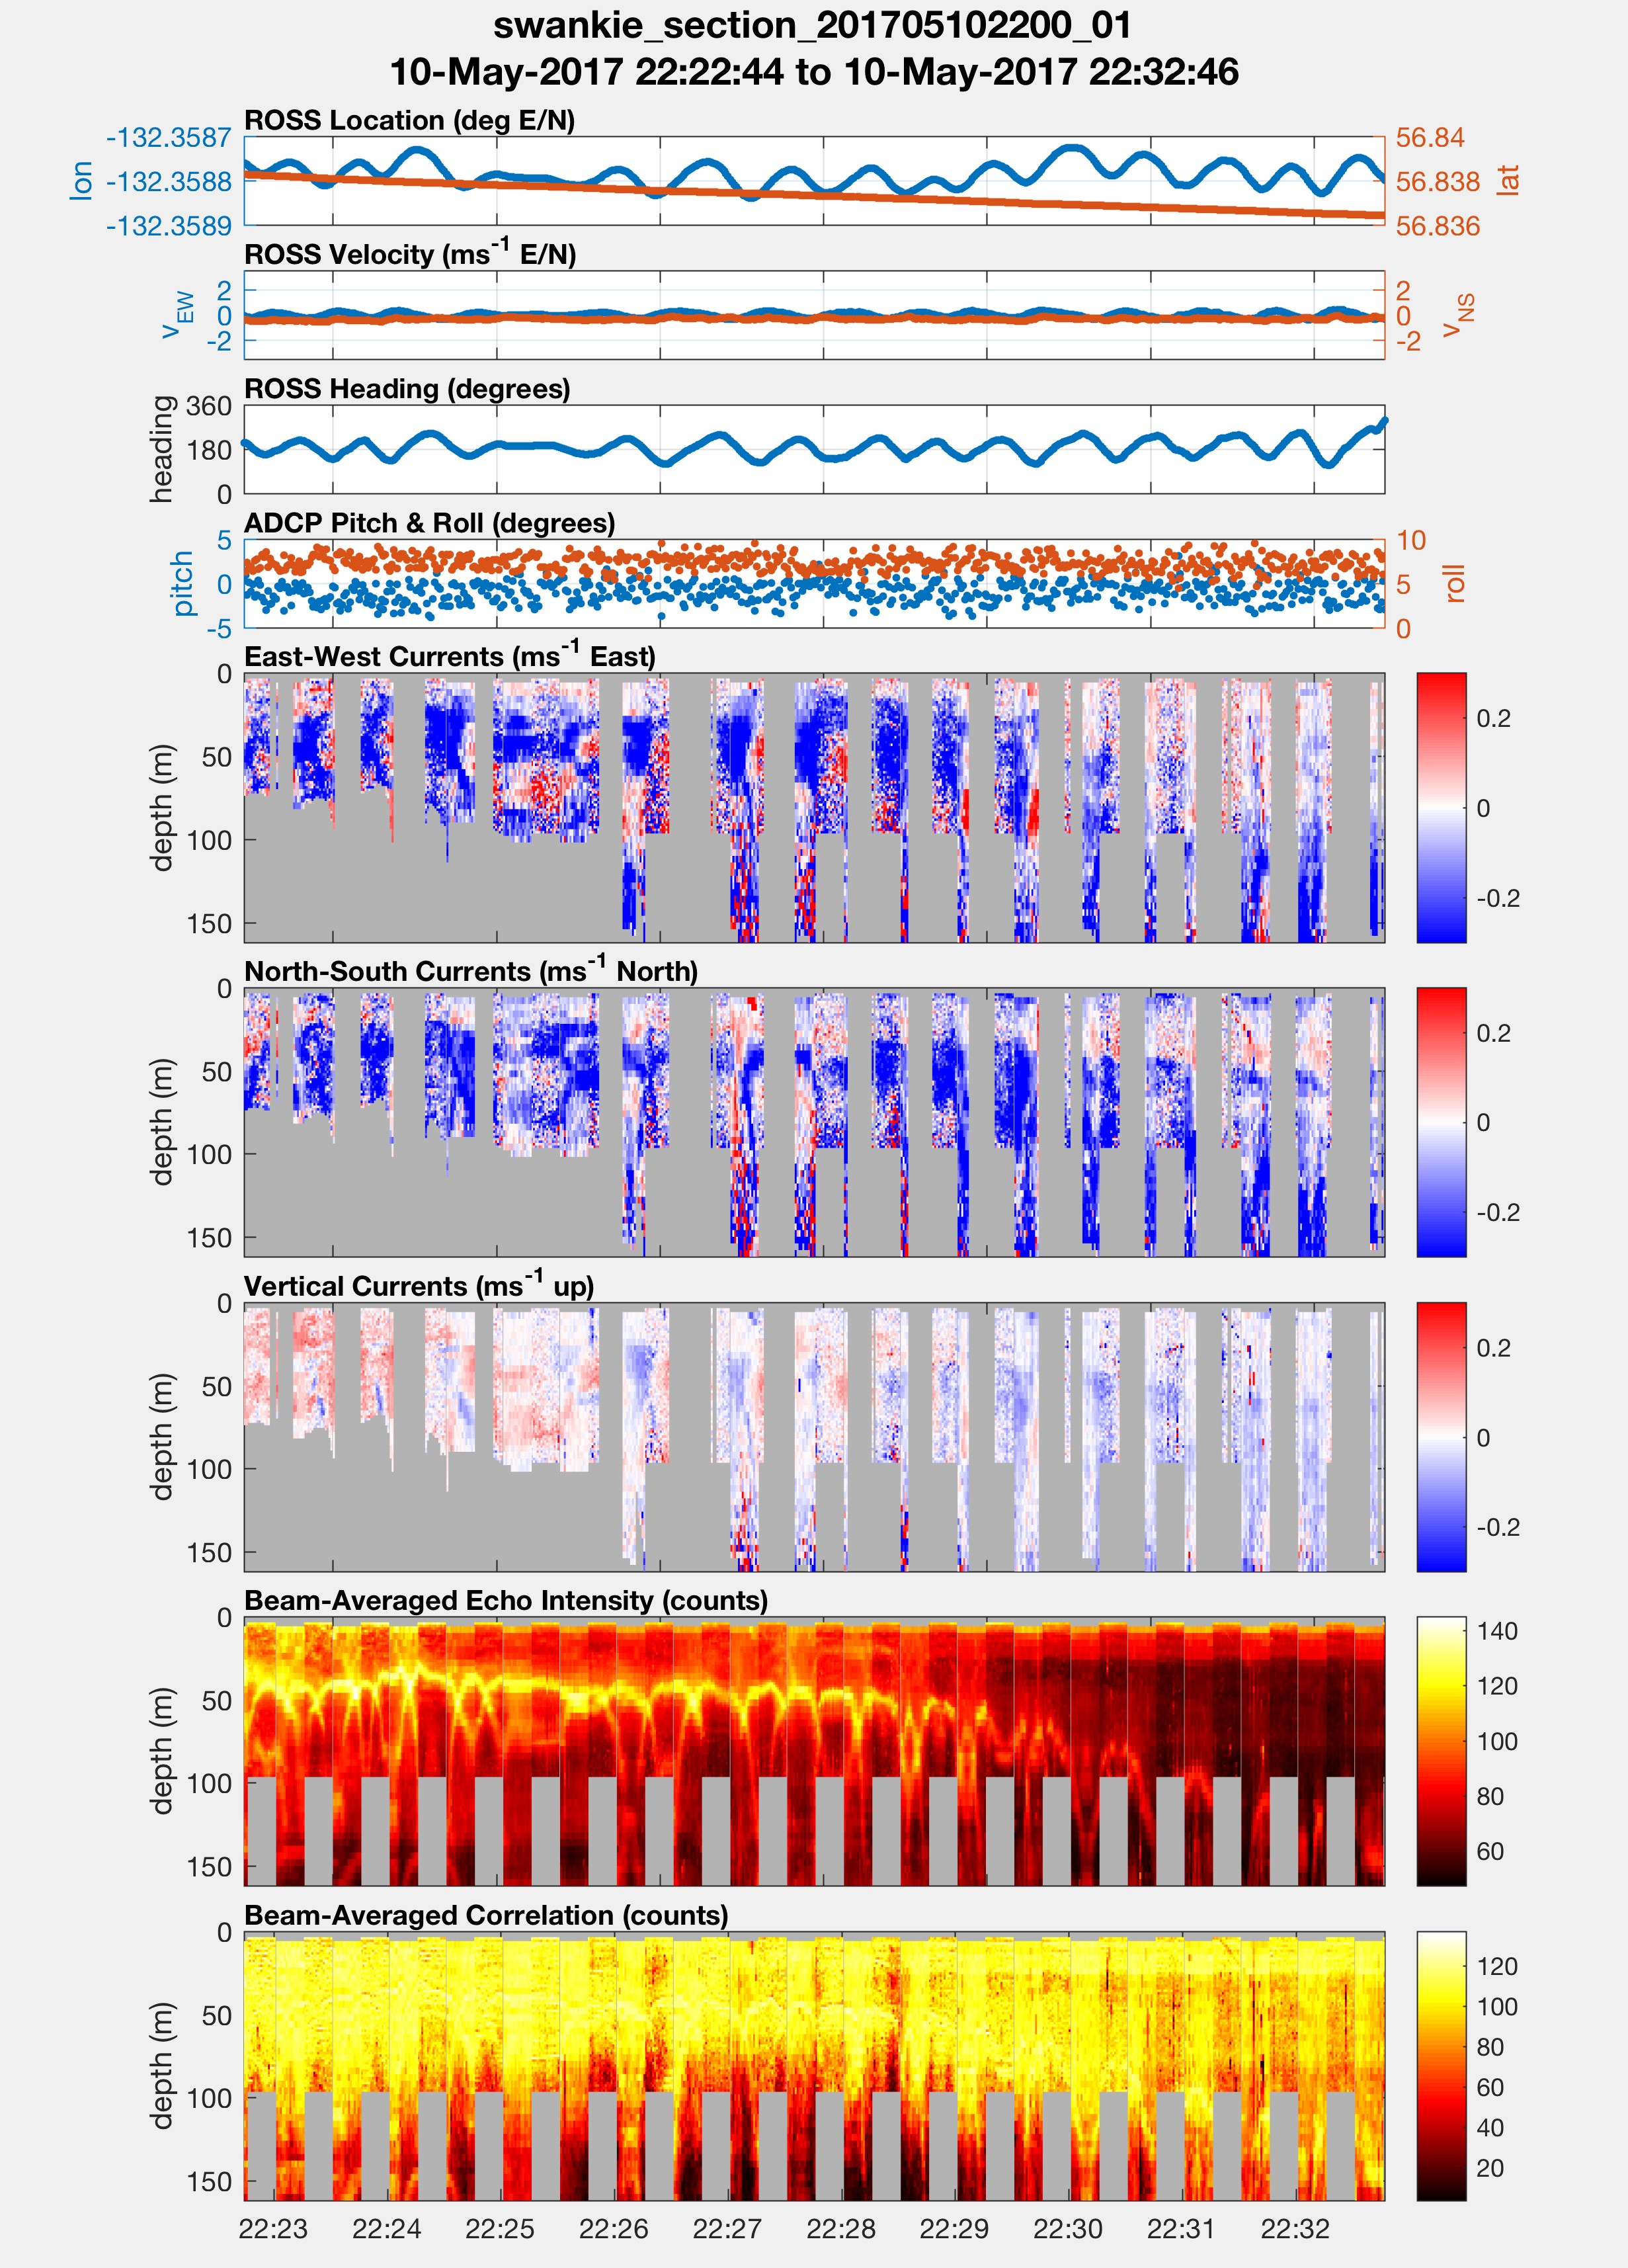 swankie_section_201705102200_01
10-May-2017 22:22:44 to 10-May-2017 22:32:46
ROSS Location (deg E/N)
-132.3587
-132.3588
-132.3589
lon
56.84
56.838
56.836
lat
ROSS Velocity (ms-1 E/N)
2
0
-2
vEW
2
0
-2
vNS
ROSS Heading (degrees)
360
180
0
heading
ADCP Pitch & Roll (degrees)
5
0
-5
pitch
10
5
0
roll
East-West Currents (ms-1 East)
0
50
100
150
depth (m)
0.2
0
-0.2
North-South Currents (ms-1 North)
0
50
100
150
depth (m)
0.2
0
-0.2
Vertical Currents (ms-1 up)
0
50
100
150
depth (m)
0.2
0
-0.2
Beam-Averaged Echo Intensity (counts)
0
50
100
150
depth (m)
140
120
100
80
60
Beam-Averaged Correlation (counts)
0
50
100
150
depth (m)
120
100
80
60
40
20
22:23 22:24 22:25 22:26 22:27 22:28 22:29 22:30 22:31 22:32